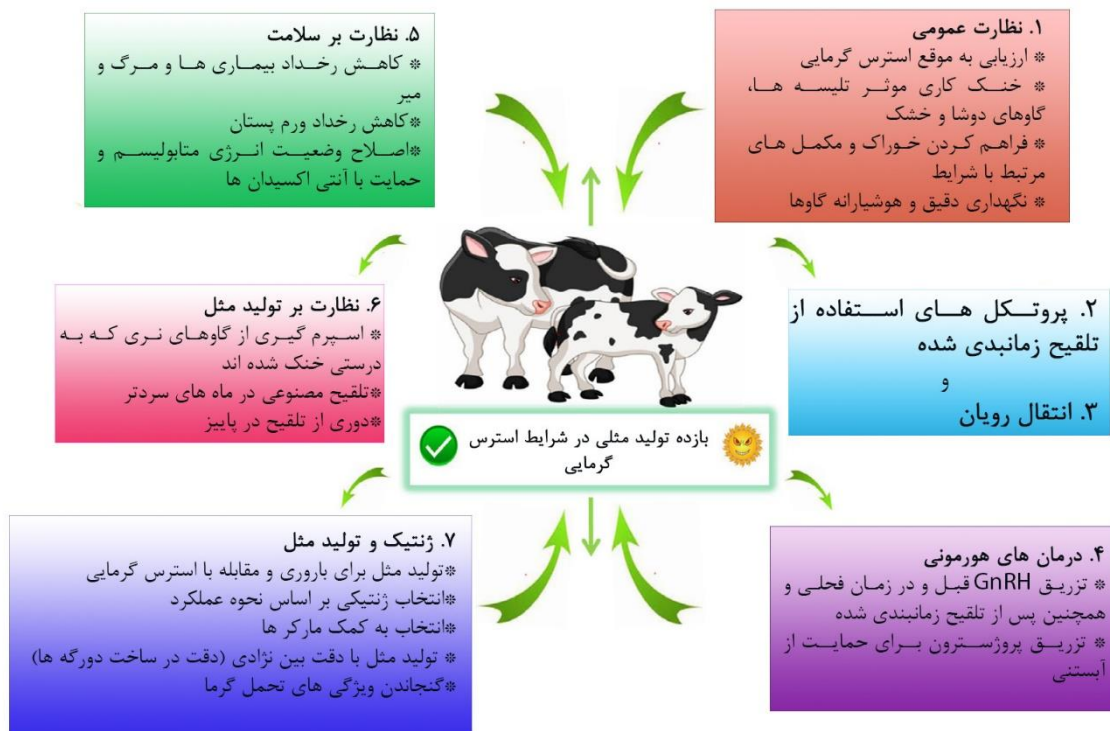 ۱. نظارت عمومی
* ارزیابی به موقع استرس گرمایی
* خنک کاری موثر تلیسه ها،
گاوهای دوشا و خشک
* فراهم کردن خوراک و مکمل های
مرتبط با شرایط
* نگهداری دقیق و هوشیارانه گاوها
۲. پروتکل های استفاده از
تلقیح زمانبدی شده
و
۳. انتقال رویان
۴. درمان های هورمونی
* تزریق GnRH قبل و در زمان فحلی و
همچنین پس از تلقیح زمانبندی شده
* تزریق پروژسترون برای حمایت از
آبستنی
۵. نظارت بر سلامت
* کاهش رخداد بیماری ها و مرگ و
میر
*کاهش رخداد ورم پستان
*اصلاح وضعیت انرژی متابولیسم و
حمایت با آنتی اکسیدان ها
۶. نظارت بر تولید مثل
* اسپرم گیری از گاوهای نری که به
درستی خنک شده اند
*تلقیح مصنوعی در ماه های سردتر
*دوری از تلقیح در پاییز
بازده تولید مثلی در شرایط استرس
گرمایی
۷. ژنتیک و تولید مثل
*تولید مثل برای باروری و مقابله با استرس گرمایی
*انتخاب ژنتیکی بر اساس نحوه عملکرد
*انتخاب به کمک مارکر ها
* تولید مثل با دقت بین نژادی (دقت در ساخت دورگه ها)
*گنجاندن ویژگی های تحمل گرما